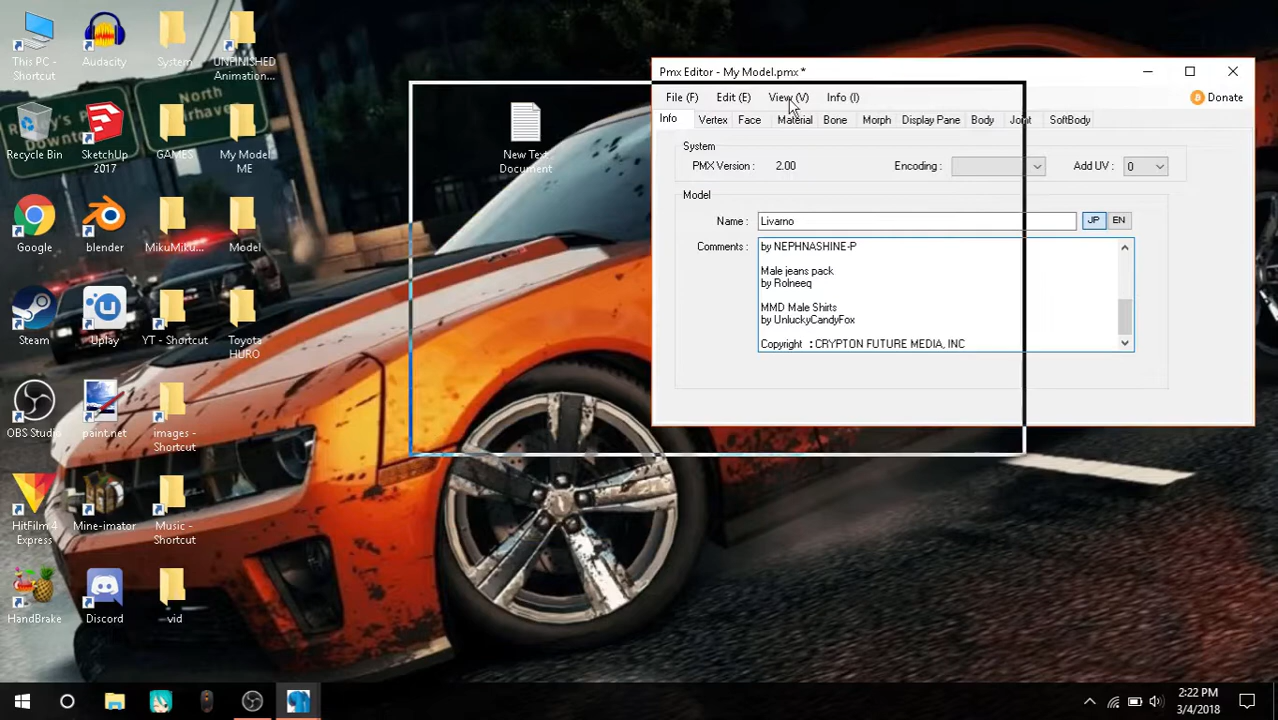 This PC - Shortcut
Audacity
System
UNFINISHED Animation...
Recycle Bin
SketchUp 2017
GAMES
My Model ME
Google
blender
MikuMiku...
Model
Steam
Uplay
YT - Shortcut
Toyota HURO
OBS Studio
paint.net
images - Shortcut
HitFilm 4 Express
Mine-imator
Music - Shortcut
HandBrake
Discord
vid
North
New Text Document
Pmx Editor - My Model.pmx *
File (F) Edit (E) View (V) Info (I) Donate
Info Vertex Face Material Bone Morph Display Pane Body Joint SoftBody
System
PMX Version : 2.00 Encoding : Add UV : 0
Model
Name : Livarno JP EN
Comments : by NEPHNASHINE-P
Male jeans pack
by Rolneeq
MMD Male Shirts
by UnluckyCandyFox
Copyright : CRYPTON FUTURE MEDIA, INC
2:22 PM
3/4/2018